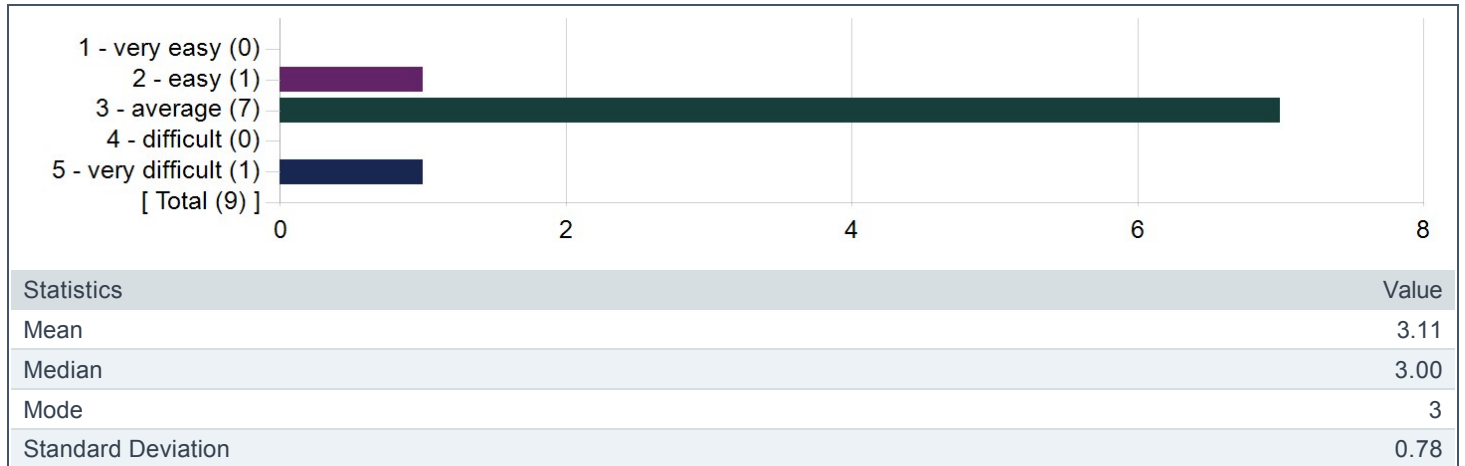 1 - very easy (0)
2 - easy (1)
3 - average (7)
4 - difficult (0)
5 - very difficult (1)
[ Total (9) ]
0 2 4 6 8
Statistics Value
Mean 3.11
Median 3.00
Mode 3
Standard Deviation 0.78